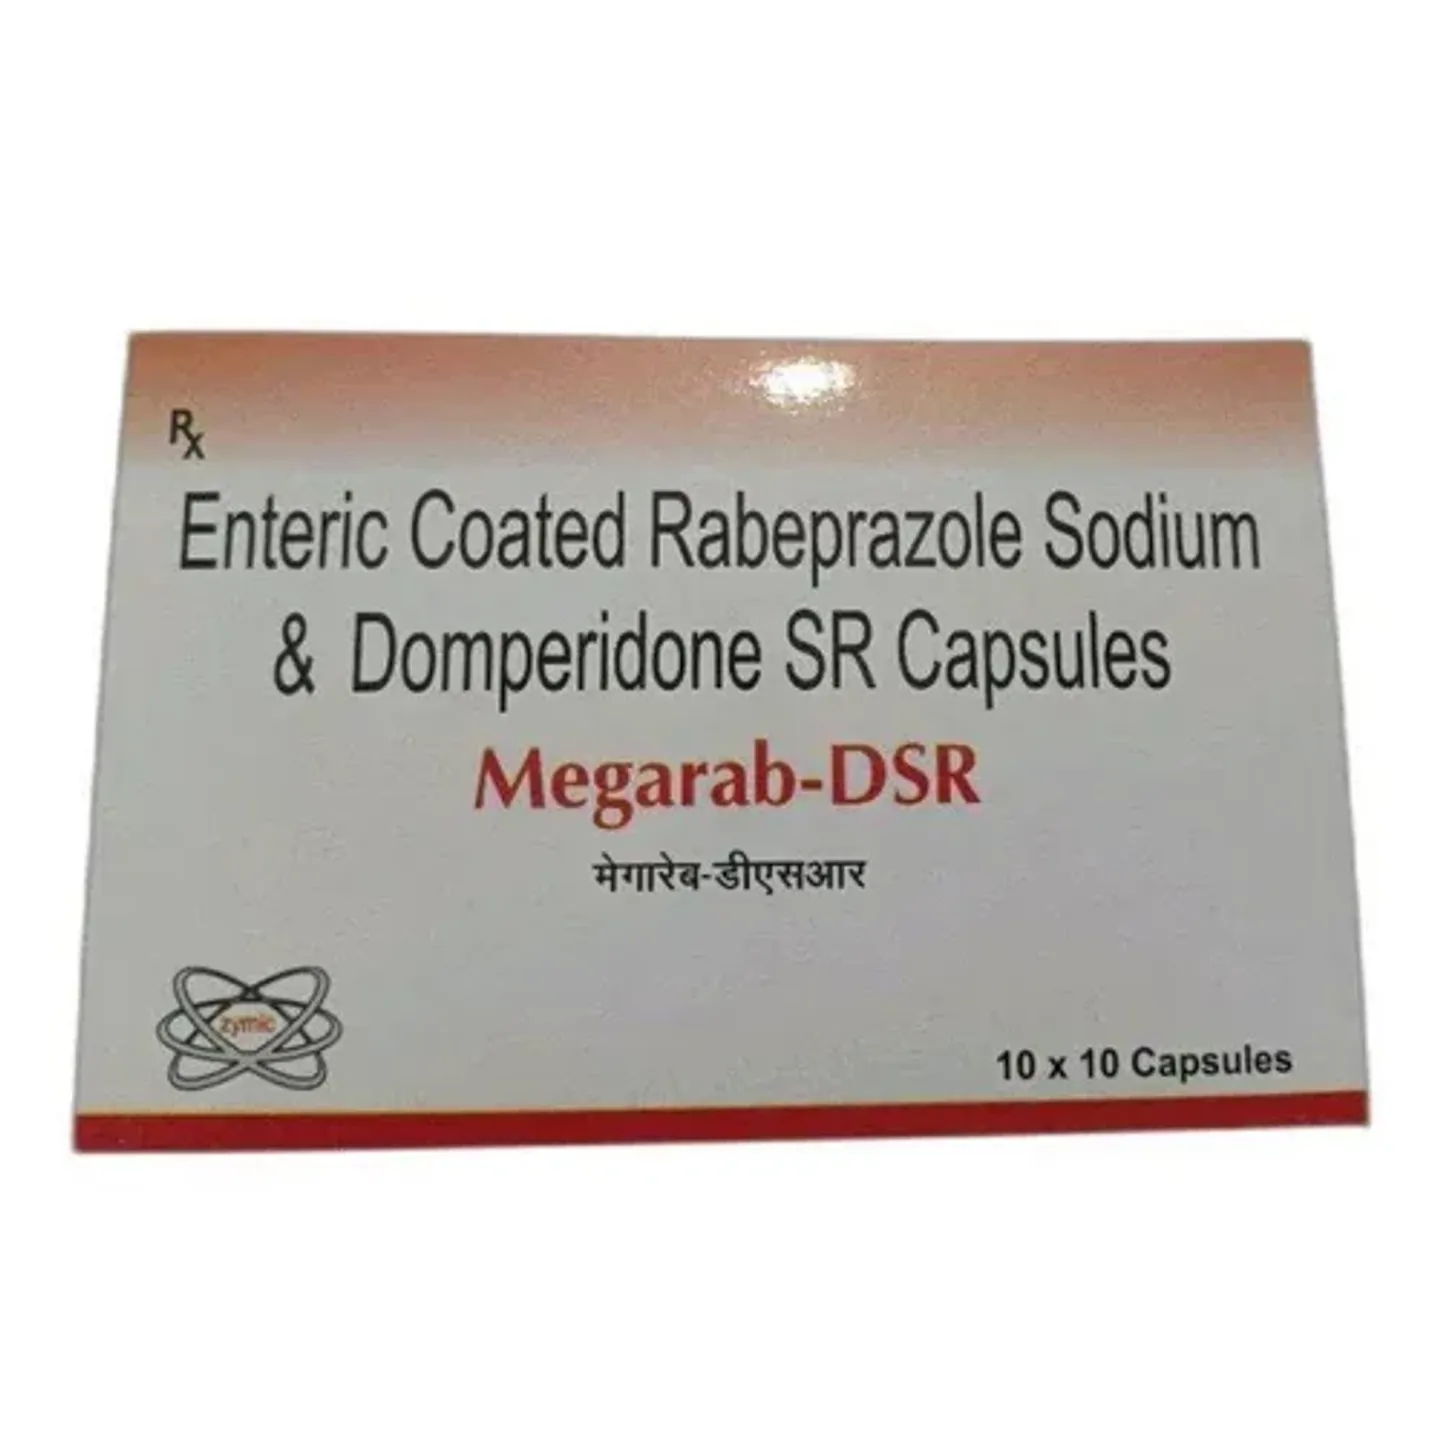 Rx
Enteric Coated Rabeprazole Sodium
& Domperidone SR Capsules
Megarab-DSR
मेगारेब-डीएसआर
zymic
10 x 10 Capsules